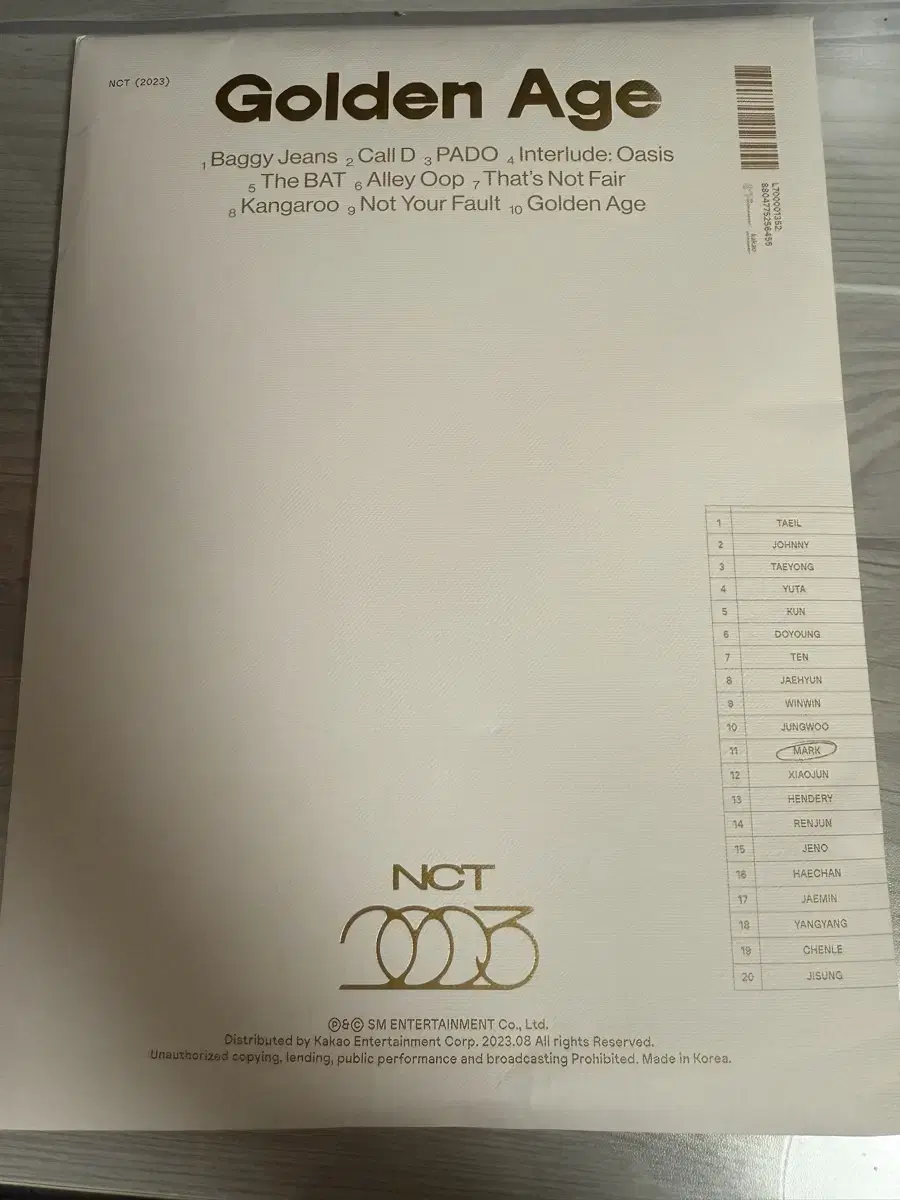 NCT (2023)
Golden Age
1 Baggy Jeans 2 Call D 3 PADO 4 Interlude: Oasis
5 The BAT 6 Alley Oop 7 That's Not Fair
8 Kangaroo 9 Not Your Fault 10 Golden Age
L700001352
8804775256455
kakao
1 TAEIL
2 JOHNNY
3 TAEYONG
4 YUTA
5 KUN
6 DOYOUNG
7 TEN
8 JAEHYUN
9 WINWIN
10 JUNGWOO
11 MARK
12 XIAOJUN
13 HENDERY
14 RENJUN
15 JENO
16 HAECHAN
17 JAEMIN
18 YANGYANG
19 CHENLE
20 JISUNG
NCT
2023
Ⓟ&© SM ENTERTAINMENT Co., Ltd.
Distributed by Kakao Entertainment Corp. 2023.08 All rights Reserved.
Unauthorized copying, lending, public performance and broadcasting Prohibited. Made in Korea.